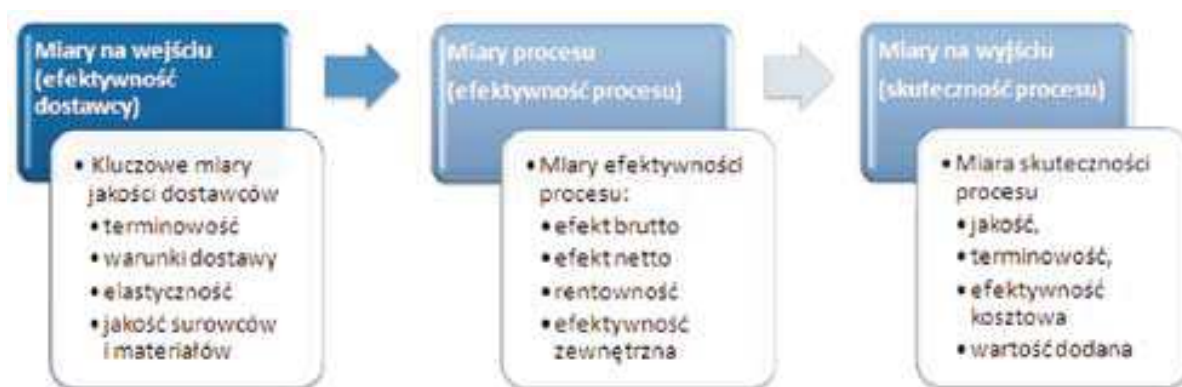 Miary na wejściu
(efektywność
dostawcy)
• Kluczowe miary
jakości dostawców
• terminowość
• warunki dostawy
• elastyczność
• jakość surowców
i materiałów
Miary procesu
(efektywność procesu)
• Miary efektywności
procesu:
• efekt brutto
• efekt netto
• rentowność
• efektywność
zewnętrzna
Miary na wyjściu
(skuteczność procesu)
• Miara skuteczności
procesu
• jakość,
• terminowość,
• efektywność
kosztowa
• wartość dodana